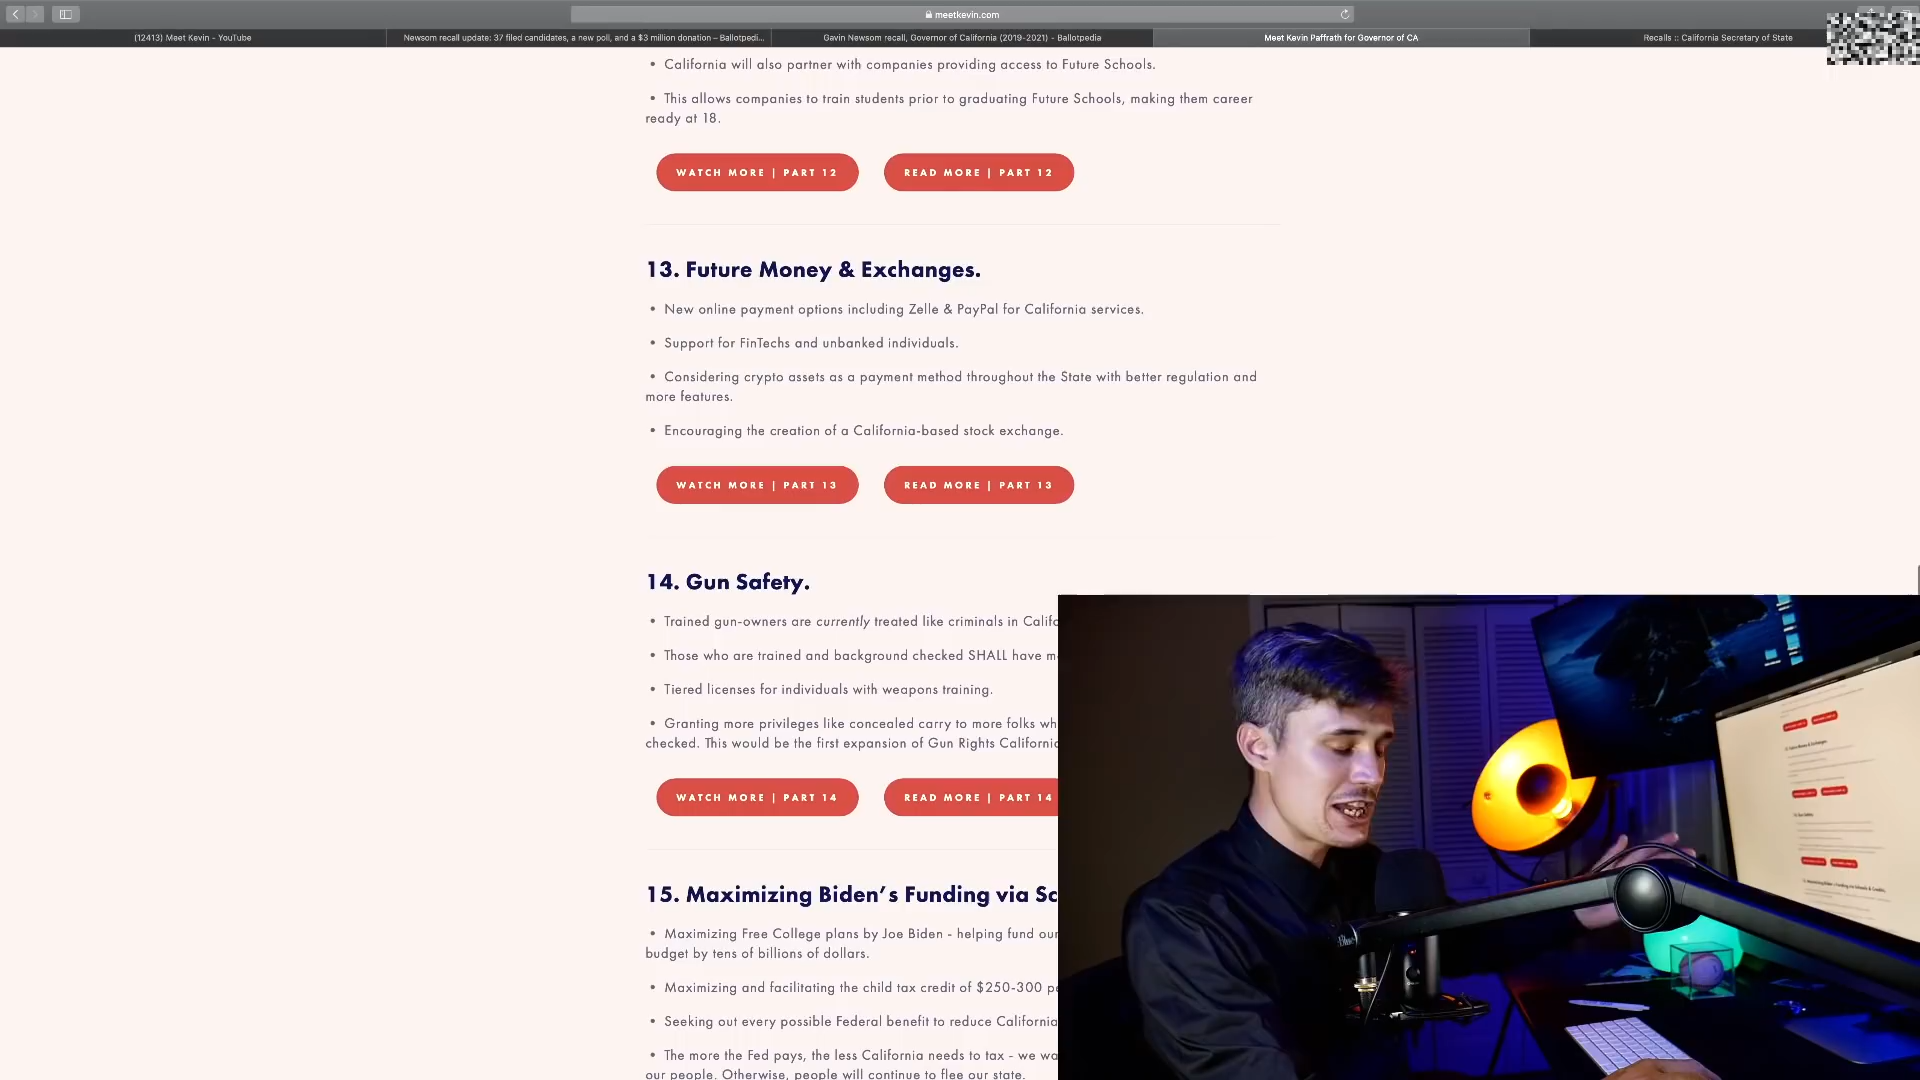 meetkevin.com
(12413) Meet Kevin - YouTube
Newsom recall update: 37 filed candidates, a new poll, and a $3 million donation – Ballotpedi...
Gavin Newsom recall, Governor of California (2019-2021) - Ballotpedia
Meet Kevin Paffrath for Governor of CA
Recalls :: California Secretary of State
• California will also partner with companies providing access to Future Schools.
• This allows companies to train students prior to graduating Future Schools, making them career
ready at 18.
WATCH MORE | PART 12
READ MORE | PART 12
13. Future Money & Exchanges.
• New online payment options including Zelle & PayPal for California services.
• Support for FinTechs and unbanked individuals.
• Considering crypto assets as a payment method throughout the State with better regulation and
more features.
• Encouraging the creation of a California-based stock exchange.
WATCH MORE | PART 13
READ MORE | PART 13
14. Gun Safety.
• Trained gun-owners are currently treated like criminals in Califo
• Those who are trained and background checked SHALL have m
• Tiered licenses for individuals with weapons training.
• Granting more privileges like concealed carry to more folks wh
checked. This would be the first expansion of Gun Rights California
WATCH MORE | PART 14
READ MORE | PART 14
15. Maximizing Biden's Funding via Sc
• Maximizing Free College plans by Joe Biden - helping fund our
budget by tens of billions of dollars.
• Maximizing and facilitating the child tax credit of $250-300 pe
• Seeking out every possible Federal benefit to reduce California
• The more the Fed pays, the less California needs to tax - we wa
our people. Otherwise, people will continue to flee our state.